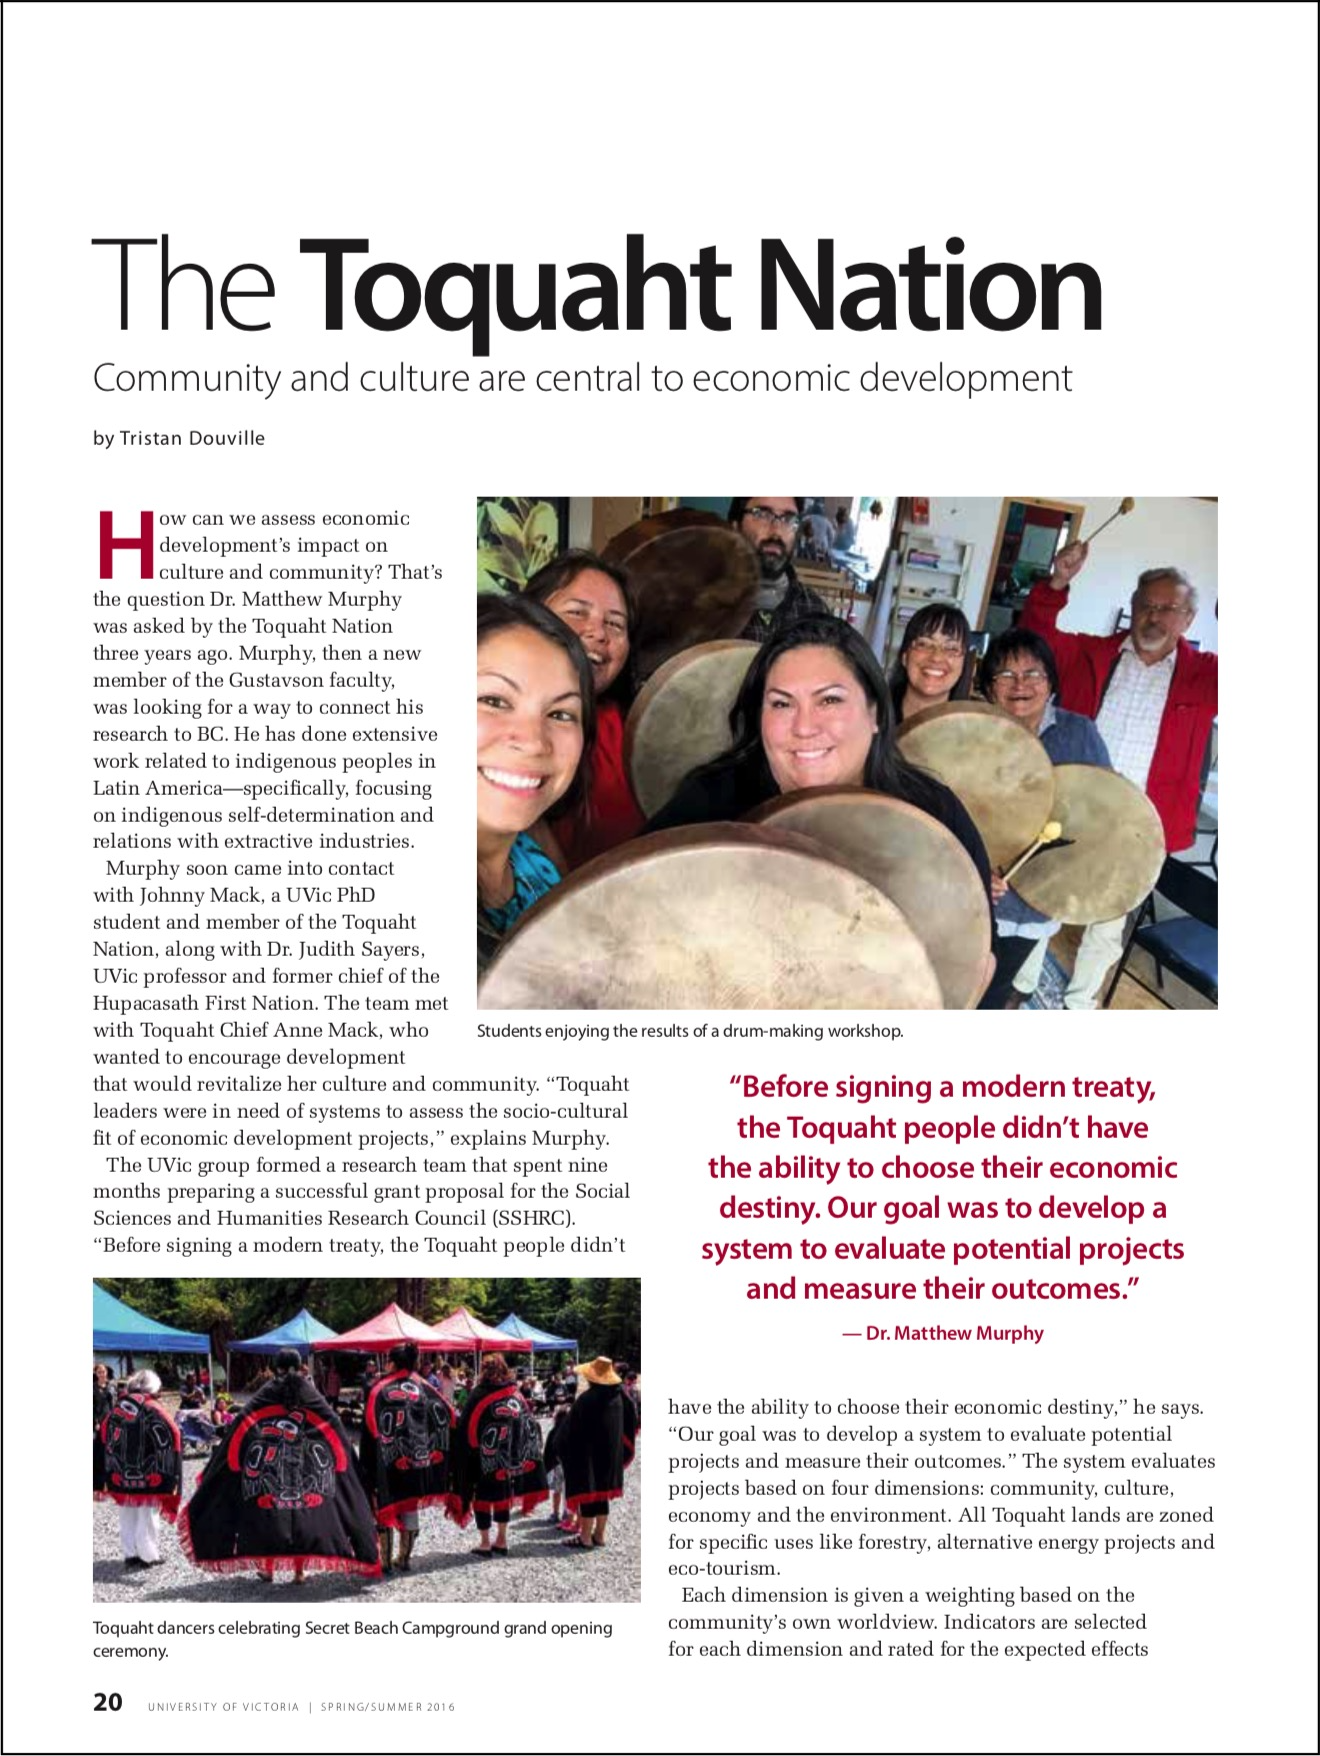 The Toquaht Nation
Community and culture are central to economic development
by Tristan Douville
How can we assess economic
development's impact on
culture and community? That's
the question Dr. Matthew Murphy
was asked by the Toquaht Nation
three years ago. Murphy, then a new
member of the Gustavson faculty,
was looking for a way to connect his
research to BC. He has done extensive
work related to indigenous peoples in
Latin America—specifically, focusing
on indigenous self-determination and
relations with extractive industries.
Murphy soon came into contact
with Johnny Mack, a UVic PhD
student and member of the Toquaht
Nation, along with Dr. Judith Sayers,
UVic professor and former chief of the
Hupacasath First Nation. The team met
with Toquaht Chief Anne Mack, who
wanted to encourage development
that would revitalize her culture and community. “Toquaht
leaders were in need of systems to assess the socio-cultural
fit of economic development projects,” explains Murphy.
The UVic group formed a research team that spent nine
months preparing a successful grant proposal for the Social
Sciences and Humanities Research Council (SSHRC).
“Before signing a modern treaty, the Toquaht people didn't
Students enjoying the results of a drum-making workshop.
“Before signing a modern treaty,
the Toquaht people didn't have
the ability to choose their economic
destiny. Our goal was to develop a
system to evaluate potential projects
and measure their outcomes.”
— Dr. Matthew Murphy
Toquaht dancers celebrating Secret Beach Campground grand opening
ceremony.
have the ability to choose their economic destiny,” he says.
“Our goal was to develop a system to evaluate potential
projects and measure their outcomes.” The system evaluates
projects based on four dimensions: community, culture,
economy and the environment. All Toquaht lands are zoned
for specific uses like forestry, alternative energy projects and
eco-tourism.
Each dimension is given a weighting based on the
community's own worldview. Indicators are selected
for each dimension and rated for the expected effects
20 UNIVERSITY OF VICTORIA | SPRING/SUMMER 2016